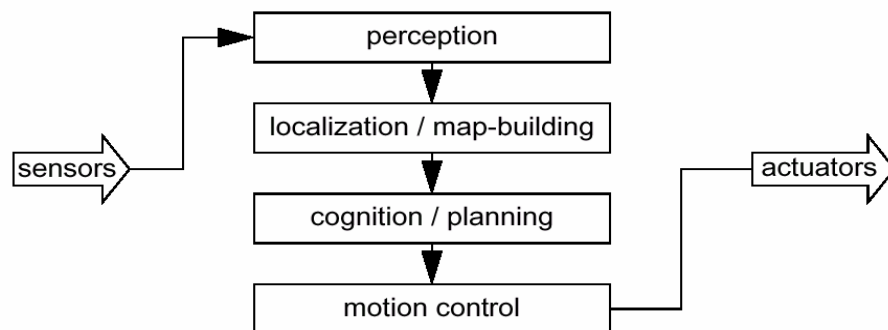 perception
localization / map-building
sensors
actuators
cognition / planning
motion control